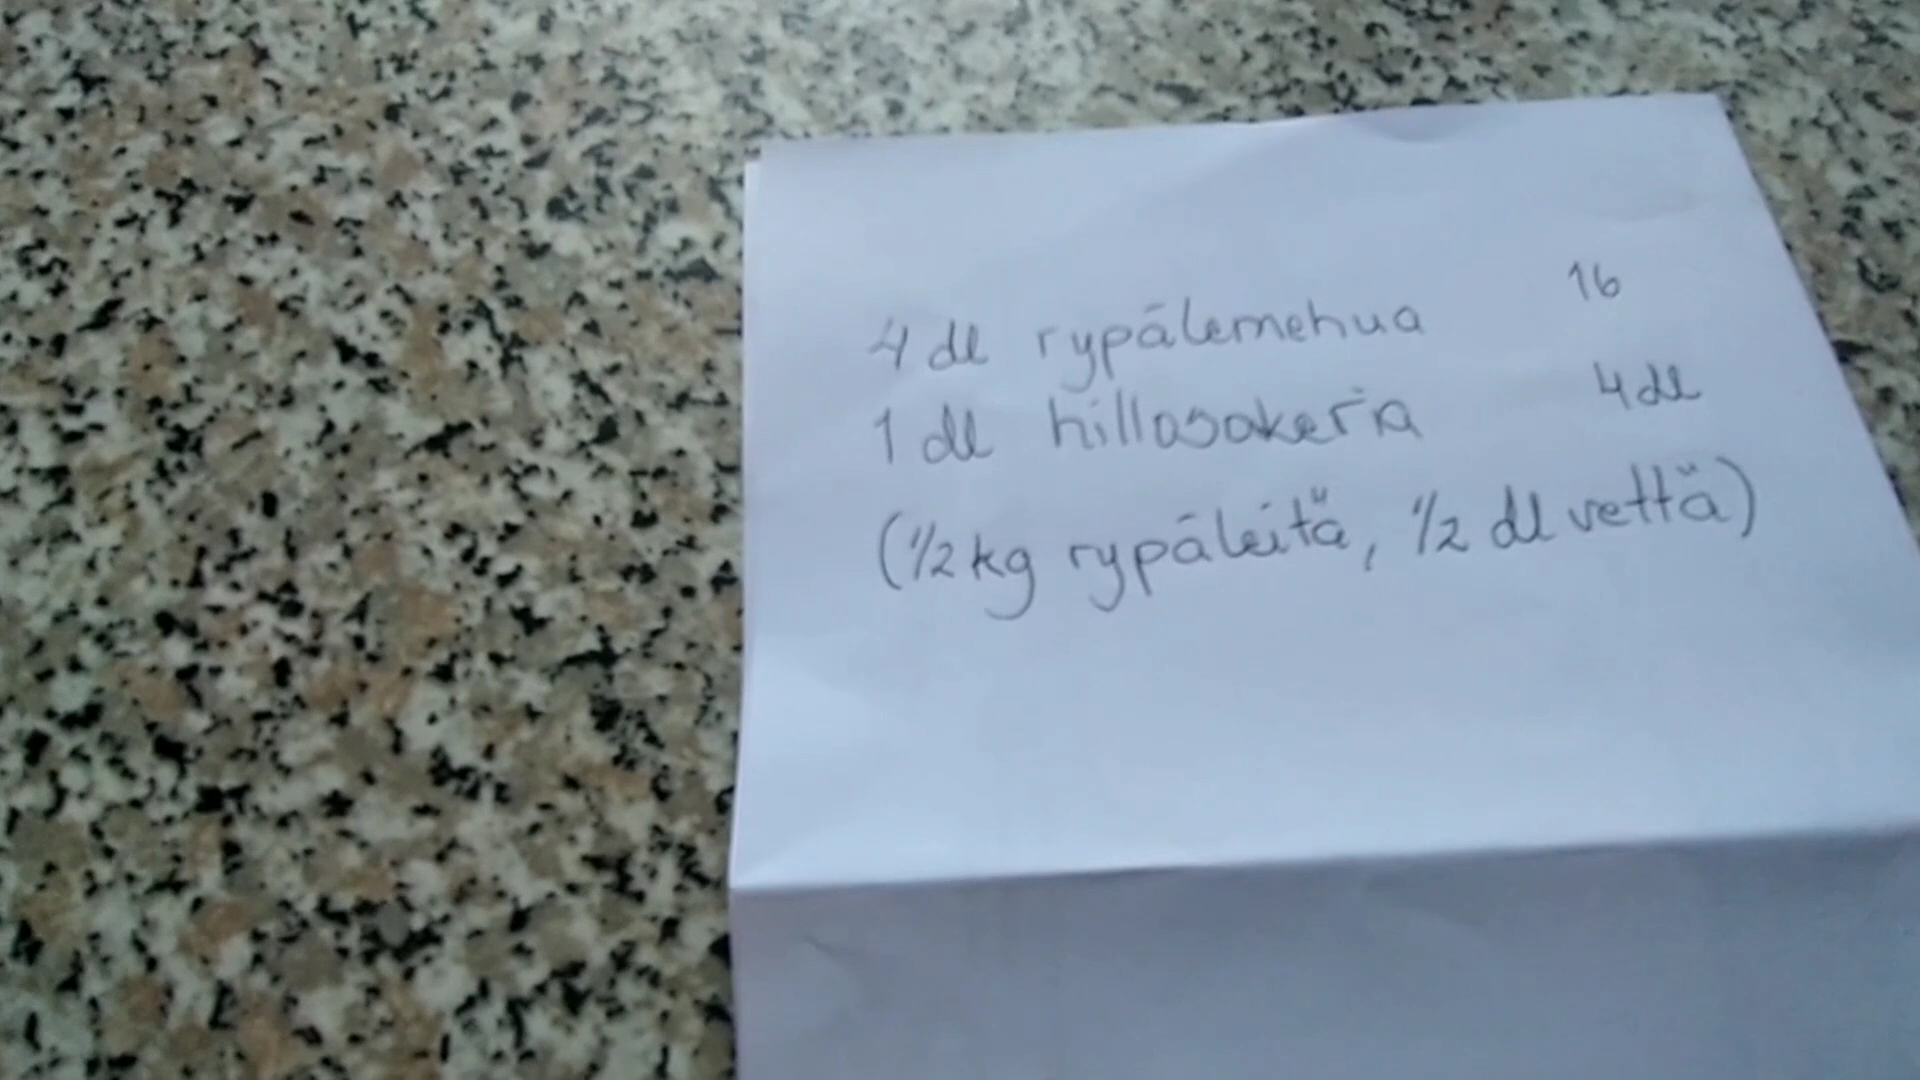 4 dl rypälemehua 16
1 dl hillosokeria 4 dl
(1/2 kg rypäleitä, 1/2 dl vettä)